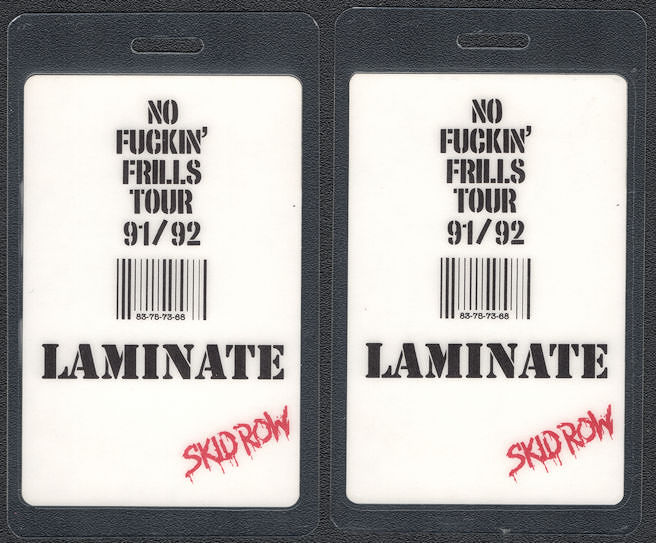 NO
FUCKIN'
FRILLS
TOUR
91/92
83-75-73-68
LAMINATE
SKID ROW
NO
FUCKIN'
FRILLS
TOUR
91/92
83-75-73-68
LAMINATE
SKID ROW